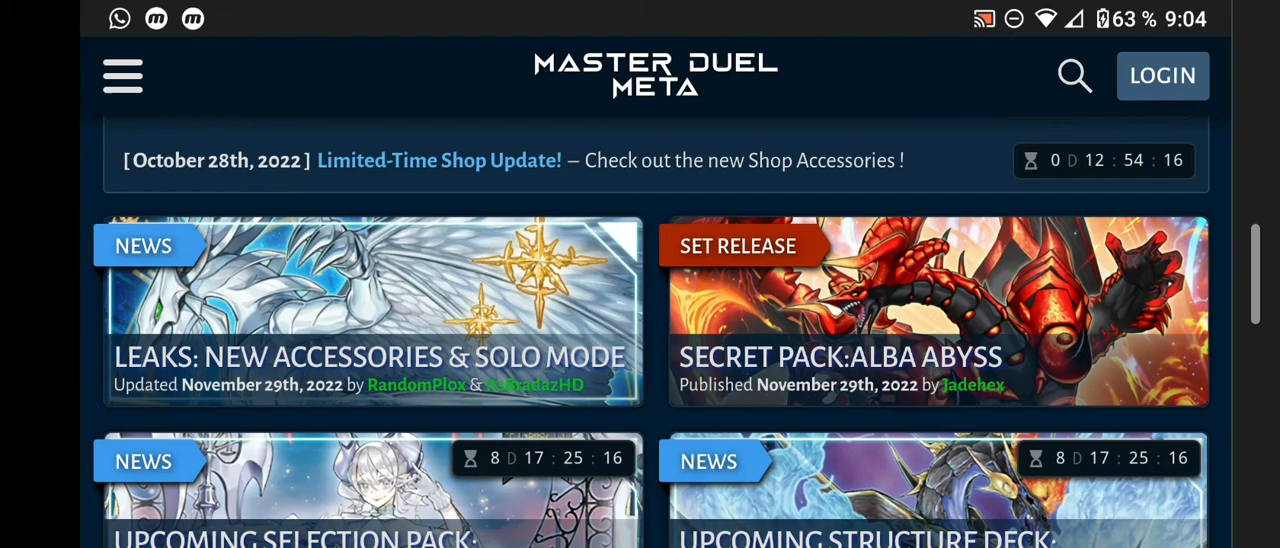 63 % 9:04
MASTER DUEL
META
LOGIN
[ October 28th, 2022 ] Limited-Time Shop Update! – Check out the new Shop Accessories ! 0 D 12 : 54 : 16
NEWS
LEAKS: NEW ACCESSORIES & SOLO MODE
Updated November 29th, 2022 by RandomPlox & AsBradazHD
SET RELEASE
SECRET PACK:ALBA ABYSS
Published November 29th, 2022 by Jadehex
NEWS
8 D 17 : 25 : 16
UPCOMING SELECTION PACK:
NEWS
8 D 17 : 25 : 16
UPCOMING STRUCTURE DECK: